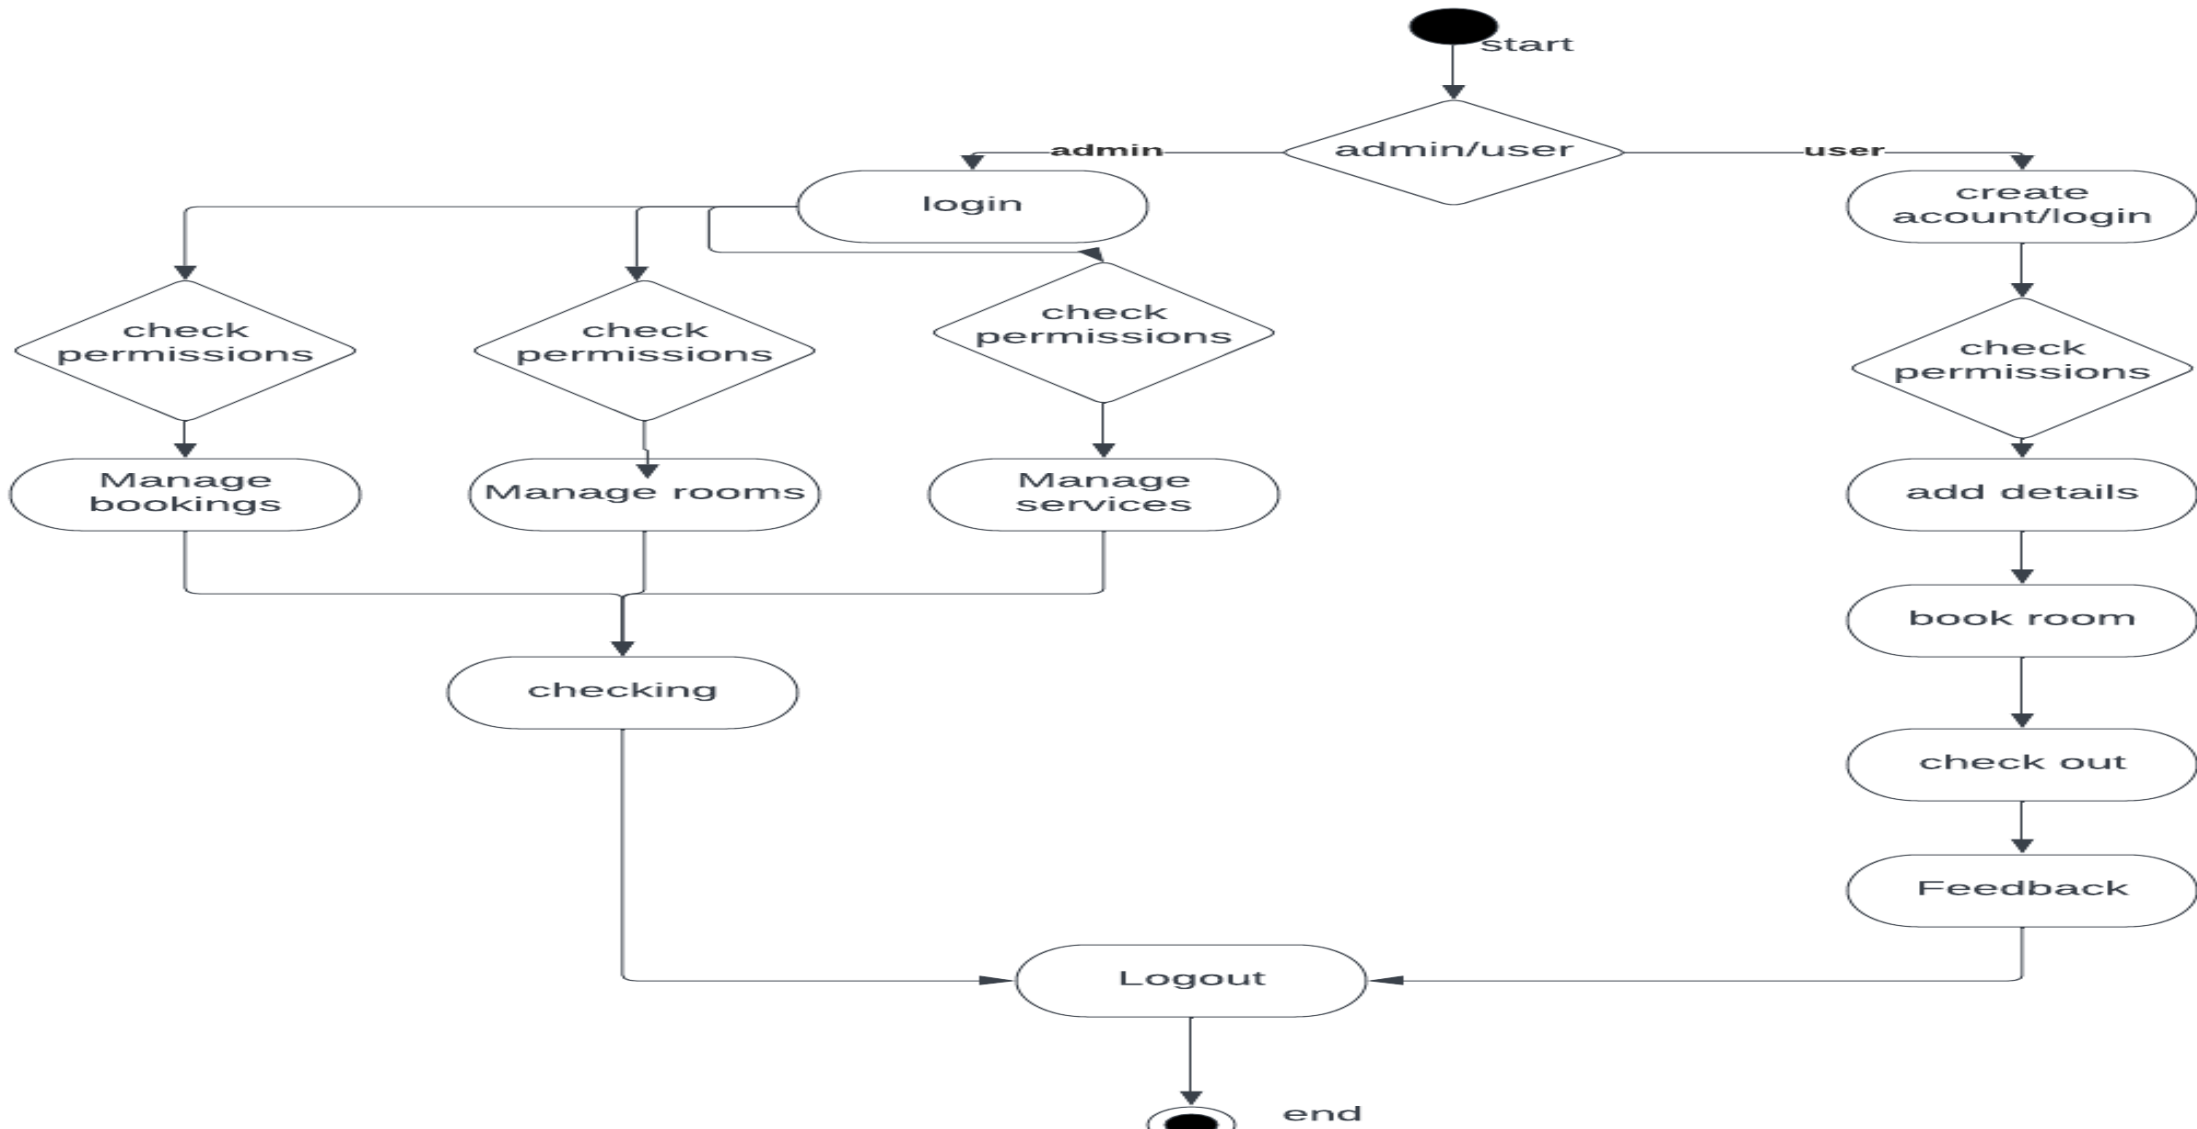 start
admin/user
admin
user
login
create
acount/login
check
permissions
check
permissions
check
permissions
check
permissions
Manage
bookings
Manage rooms
Manage
services
add details
book room
checking
check out
Feedback
Logout
end